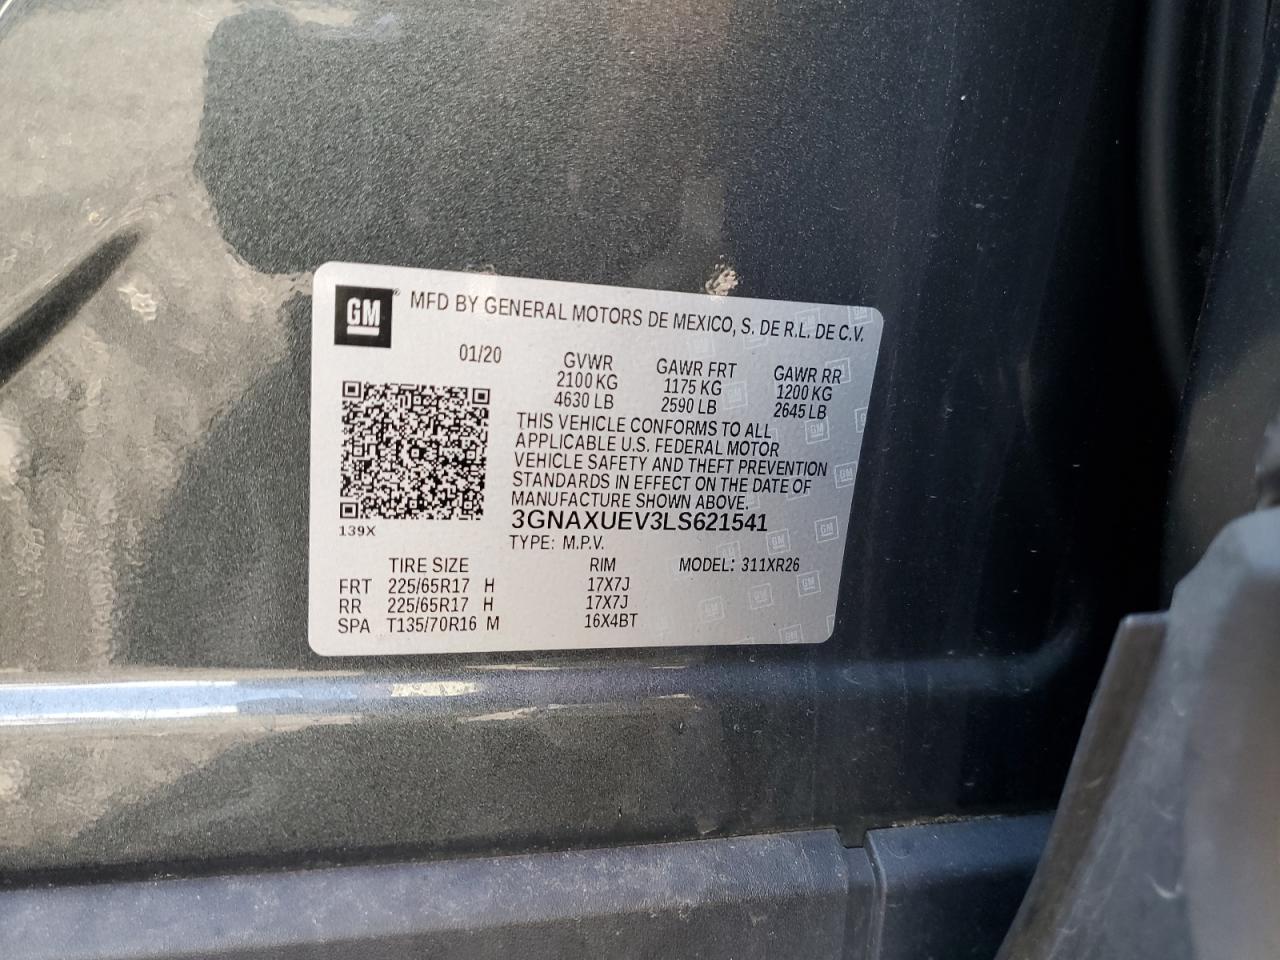 GM ® MFD BY GENERAL MOTORS DE MEXICO, S. DE R.L. DE C.V.
01/20 GVWR GAWR FRT GAWR RR
2100 KG 1175 KG 1200 KG
4630 LB 2590 LB 2645 LB
THIS VEHICLE CONFORMS TO ALL
APPLICABLE U.S. FEDERAL MOTOR
VEHICLE SAFETY AND THEFT PREVENTION
STANDARDS IN EFFECT ON THE DATE OF
MANUFACTURE SHOWN ABOVE.
3GNAXUEV3LS621541
139X
TYPE: M.P.V.
TIRE SIZE RIM MODEL: 311XR26
FRT 225/65R17 H 17X7J
RR 225/65R17 H 17X7J
SPA T135/70R16 M 16X4BT